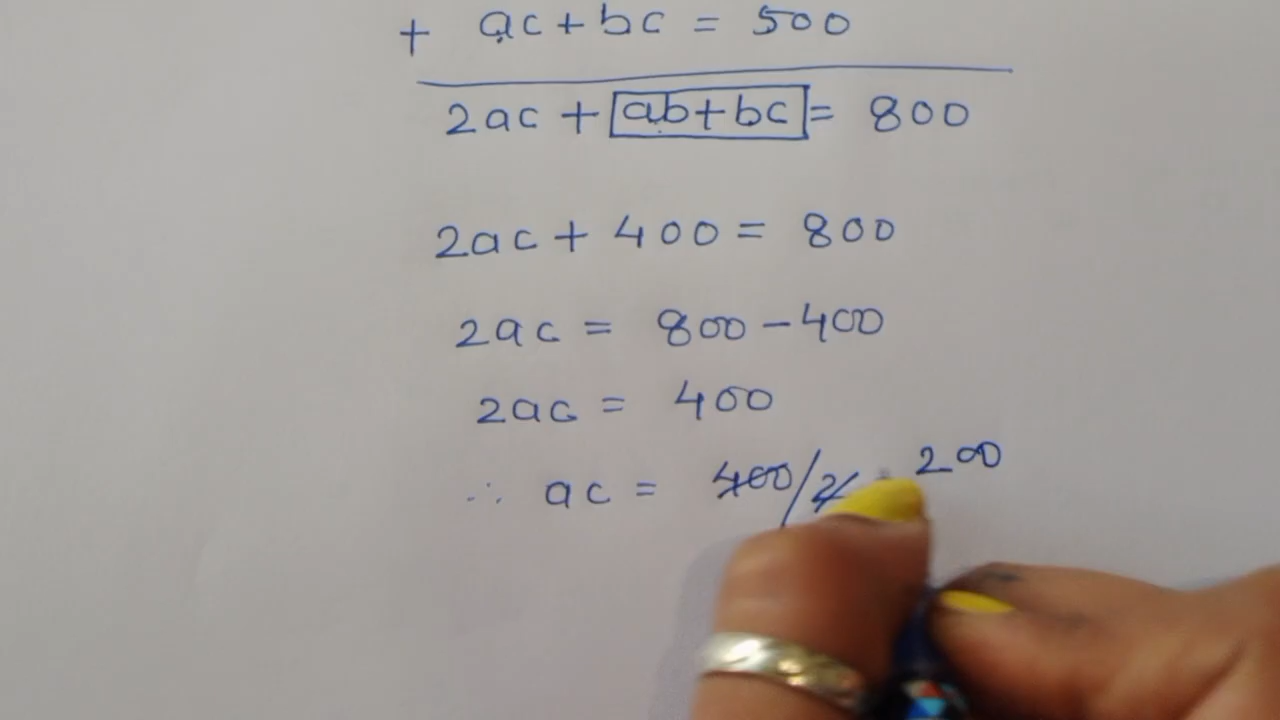 + ac+bc = 500
2ac + ab+bc = 800
2ac + 400 = 800
2ac = 800 - 400
2ac = 400
∴ ac = 400/2 200